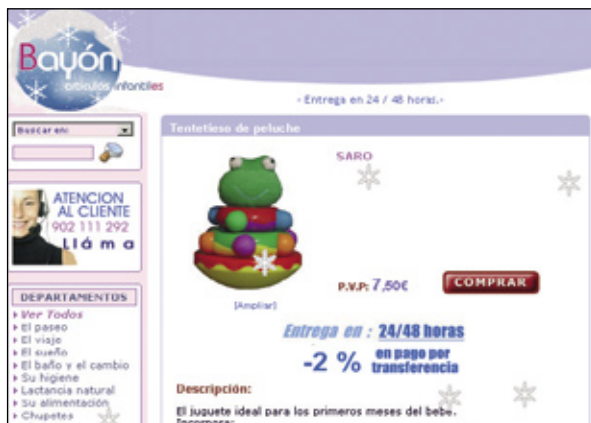 Bayón
artículos infantiles
- Entrega en 24 / 48 horas.-
Buscar en:
ATENCION
AL CLIENTE
902 111 292
Lláma
DEPARTAMENTOS
Ver Todos
El paseo
El viaje
El sueño
El baño y el cambio
Su higiene
Lactancia natural
Su alimentación
Chupetes
Tentetieso de peluche
SARO
P.V.P: 7,50€
COMPRAR
[Ampliar]
Entrega en : 24/48 horas
-2 % en pago por
transferencia
Descripción:
El juguete ideal para los primeros meses del bebé.
Incorpora: